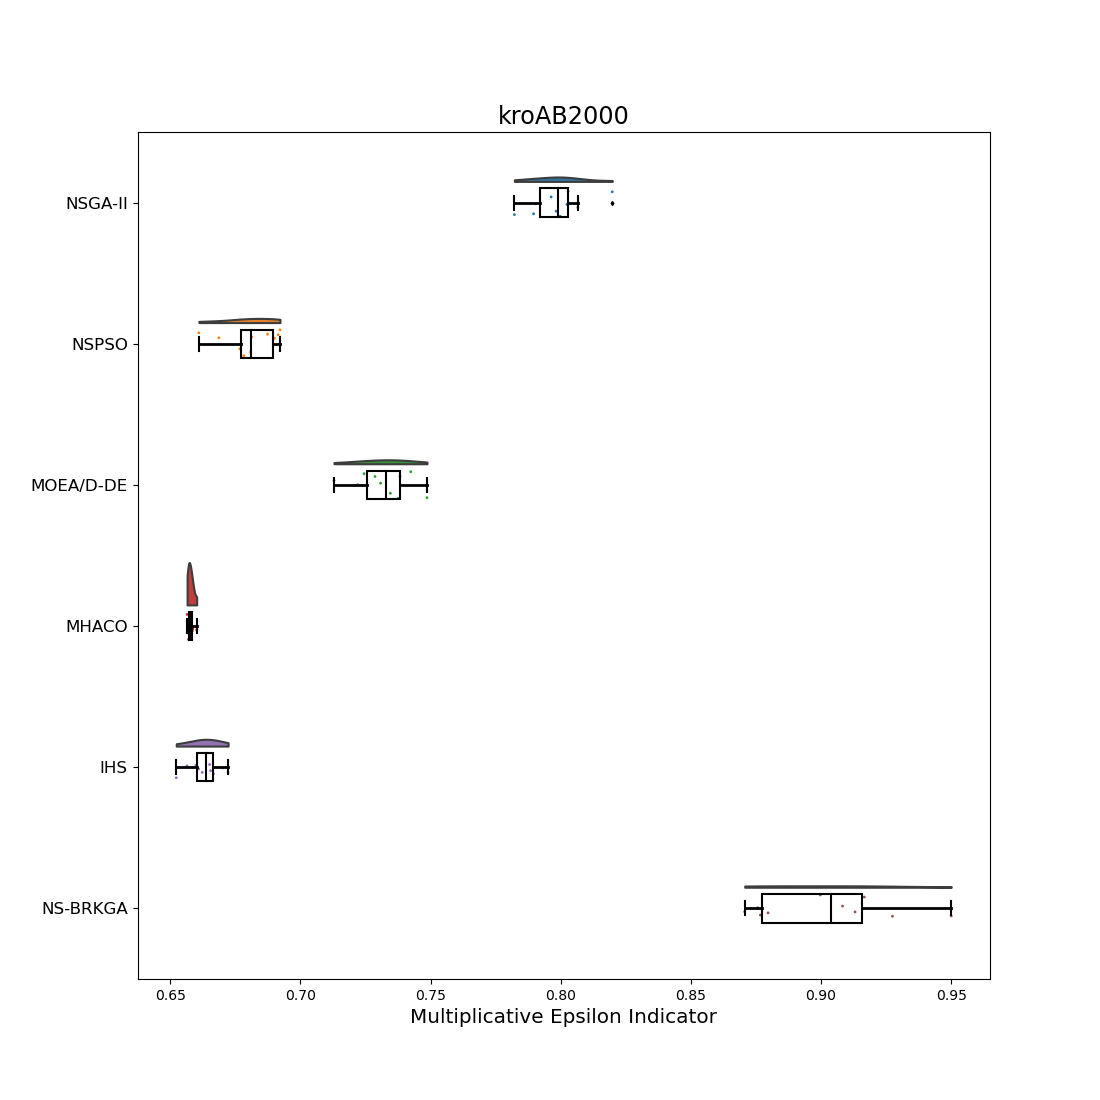 kroAB2000
NSGA-II
NSPSO
MOEA/D-DE
MHACO
IHS
NS-BRKGA
0.65 0.70 0.75 0.80 0.85 0.90 0.95
Multiplicative Epsilon Indicator